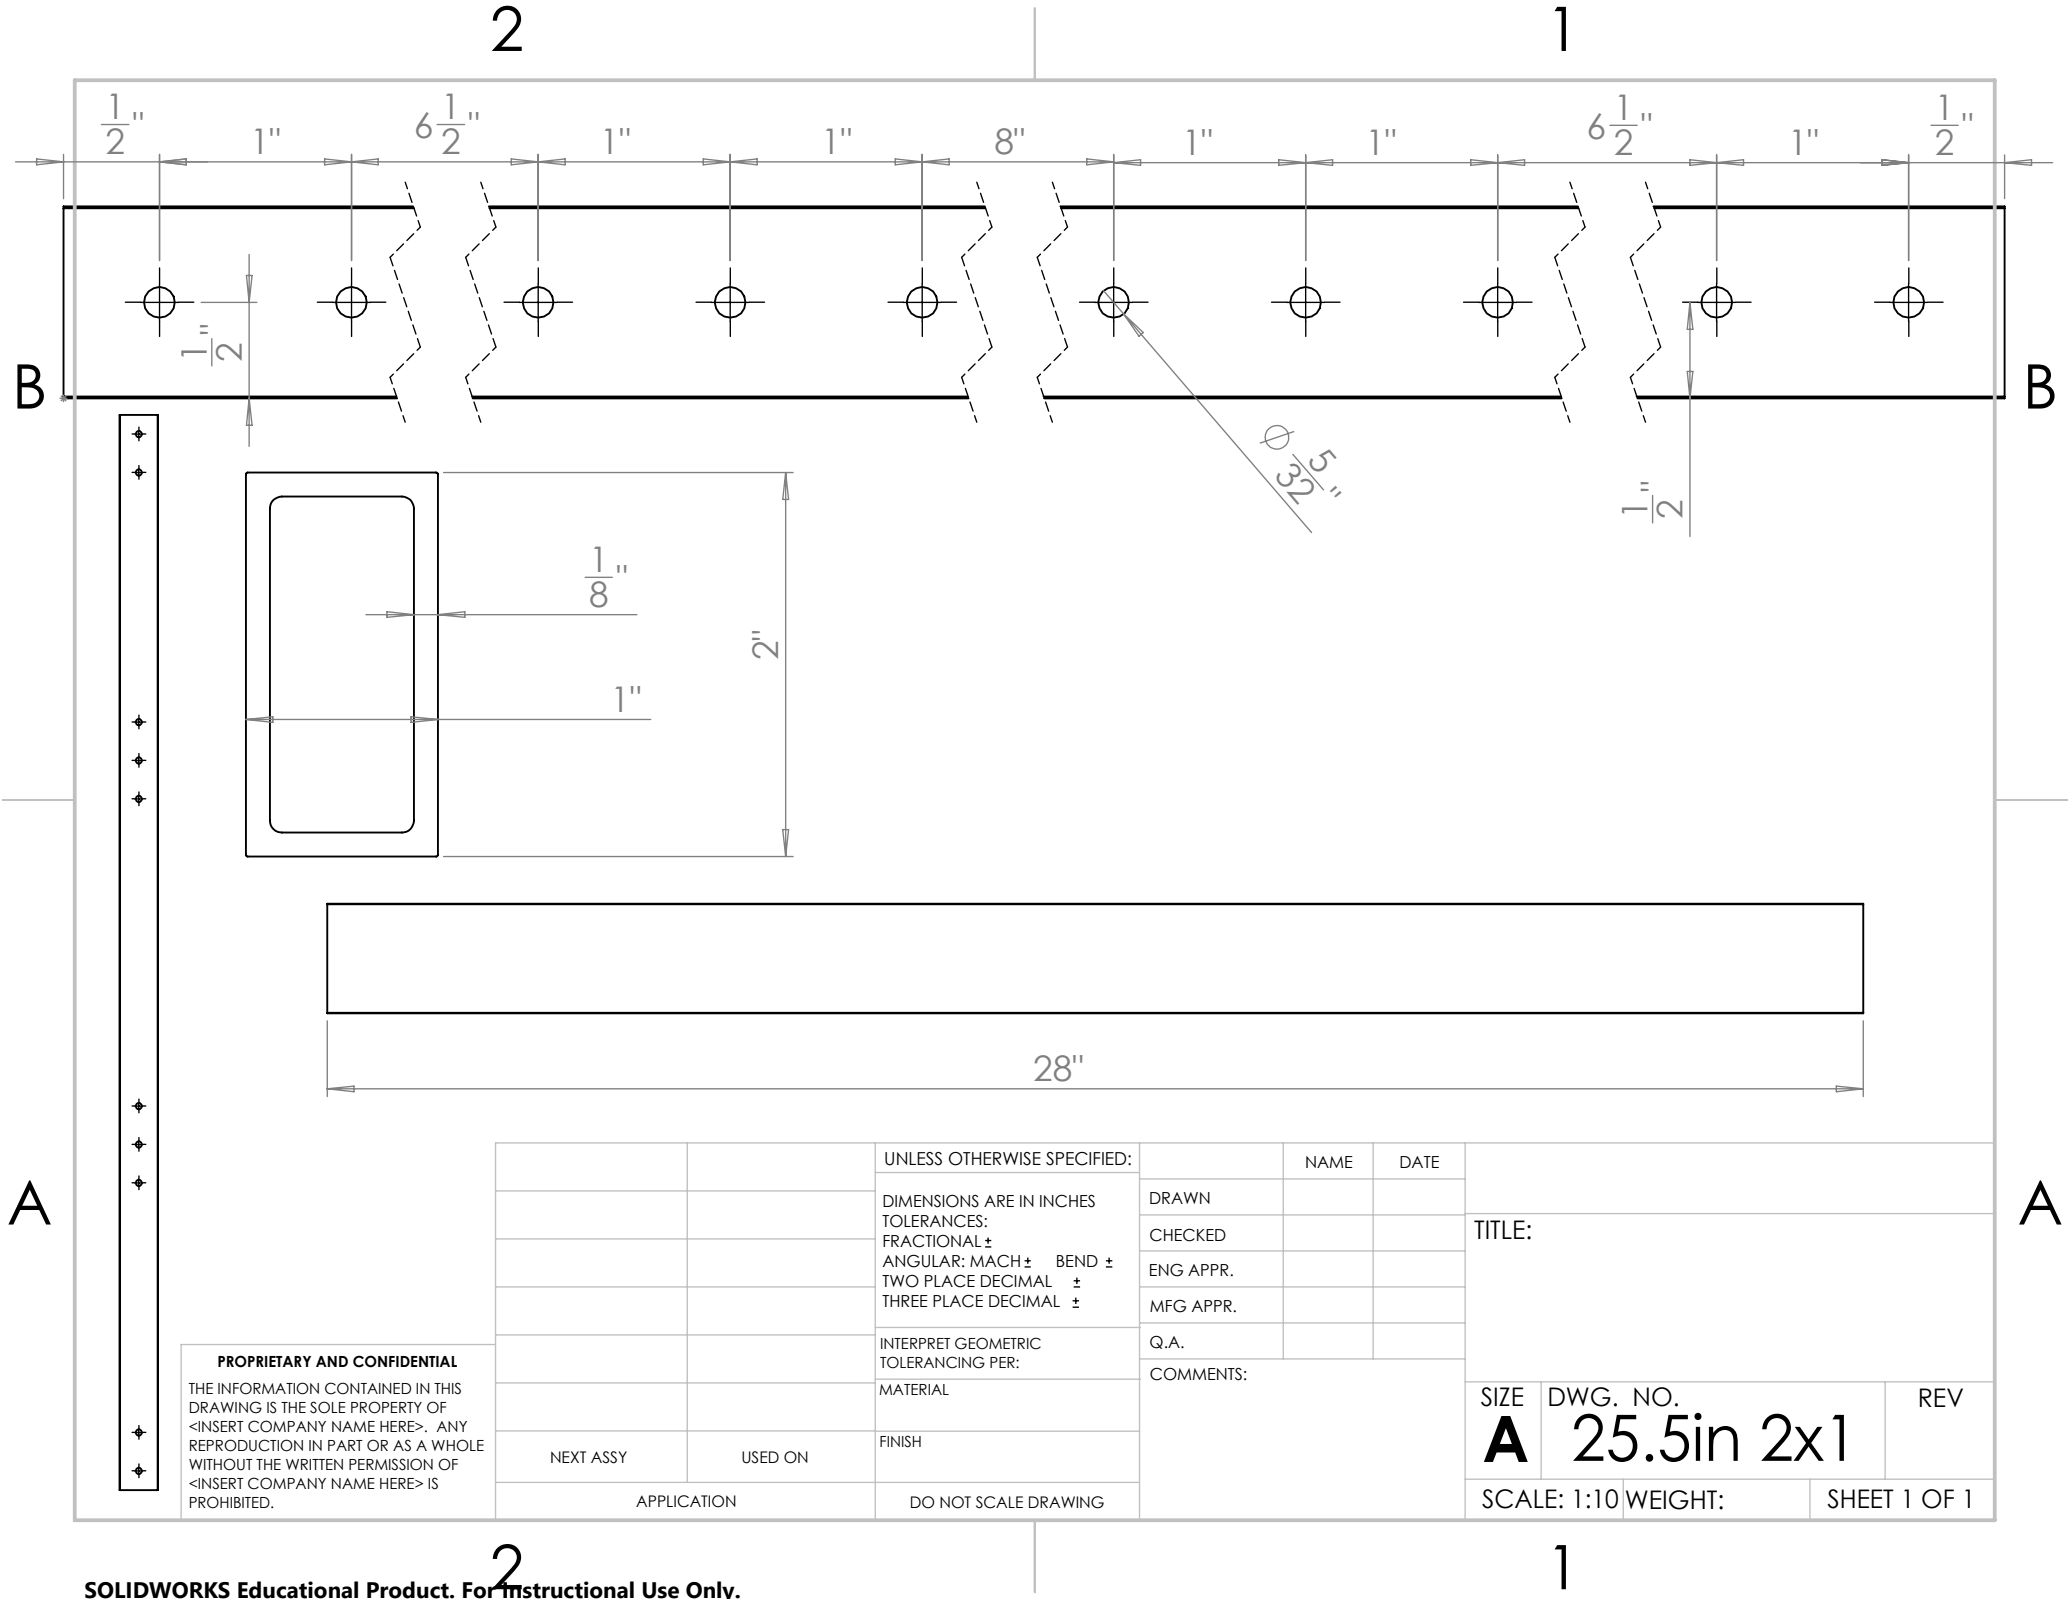 2 1
1/2" 1" 6 1/2" 1" 1" 8" 1" 1" 6 1/2" 1" 1/2"
1/2"
B B
⌀ 5/32"
1/2"
1/8"
2"
1"
28"
A A
UNLESS OTHERWISE SPECIFIED:
DIMENSIONS ARE IN INCHES
TOLERANCES:
FRACTIONAL ±
ANGULAR: MACH ± BEND ±
TWO PLACE DECIMAL ±
THREE PLACE DECIMAL ±
INTERPRET GEOMETRIC
TOLERANCING PER:
MATERIAL
FINISH
DO NOT SCALE DRAWING
NAME DATE
DRAWN
CHECKED
ENG APPR.
MFG APPR.
Q.A.
COMMENTS:
TITLE:
SIZE DWG. NO. REV
A 25.5in 2x1
SCALE: 1:10 WEIGHT: SHEET 1 OF 1
PROPRIETARY AND CONFIDENTIAL
THE INFORMATION CONTAINED IN THIS
DRAWING IS THE SOLE PROPERTY OF
<INSERT COMPANY NAME HERE>. ANY
REPRODUCTION IN PART OR AS A WHOLE
WITHOUT THE WRITTEN PERMISSION OF
<INSERT COMPANY NAME HERE> IS
PROHIBITED.
NEXT ASSY USED ON
APPLICATION
2 1
SOLIDWORKS Educational Product. For Instructional Use Only.